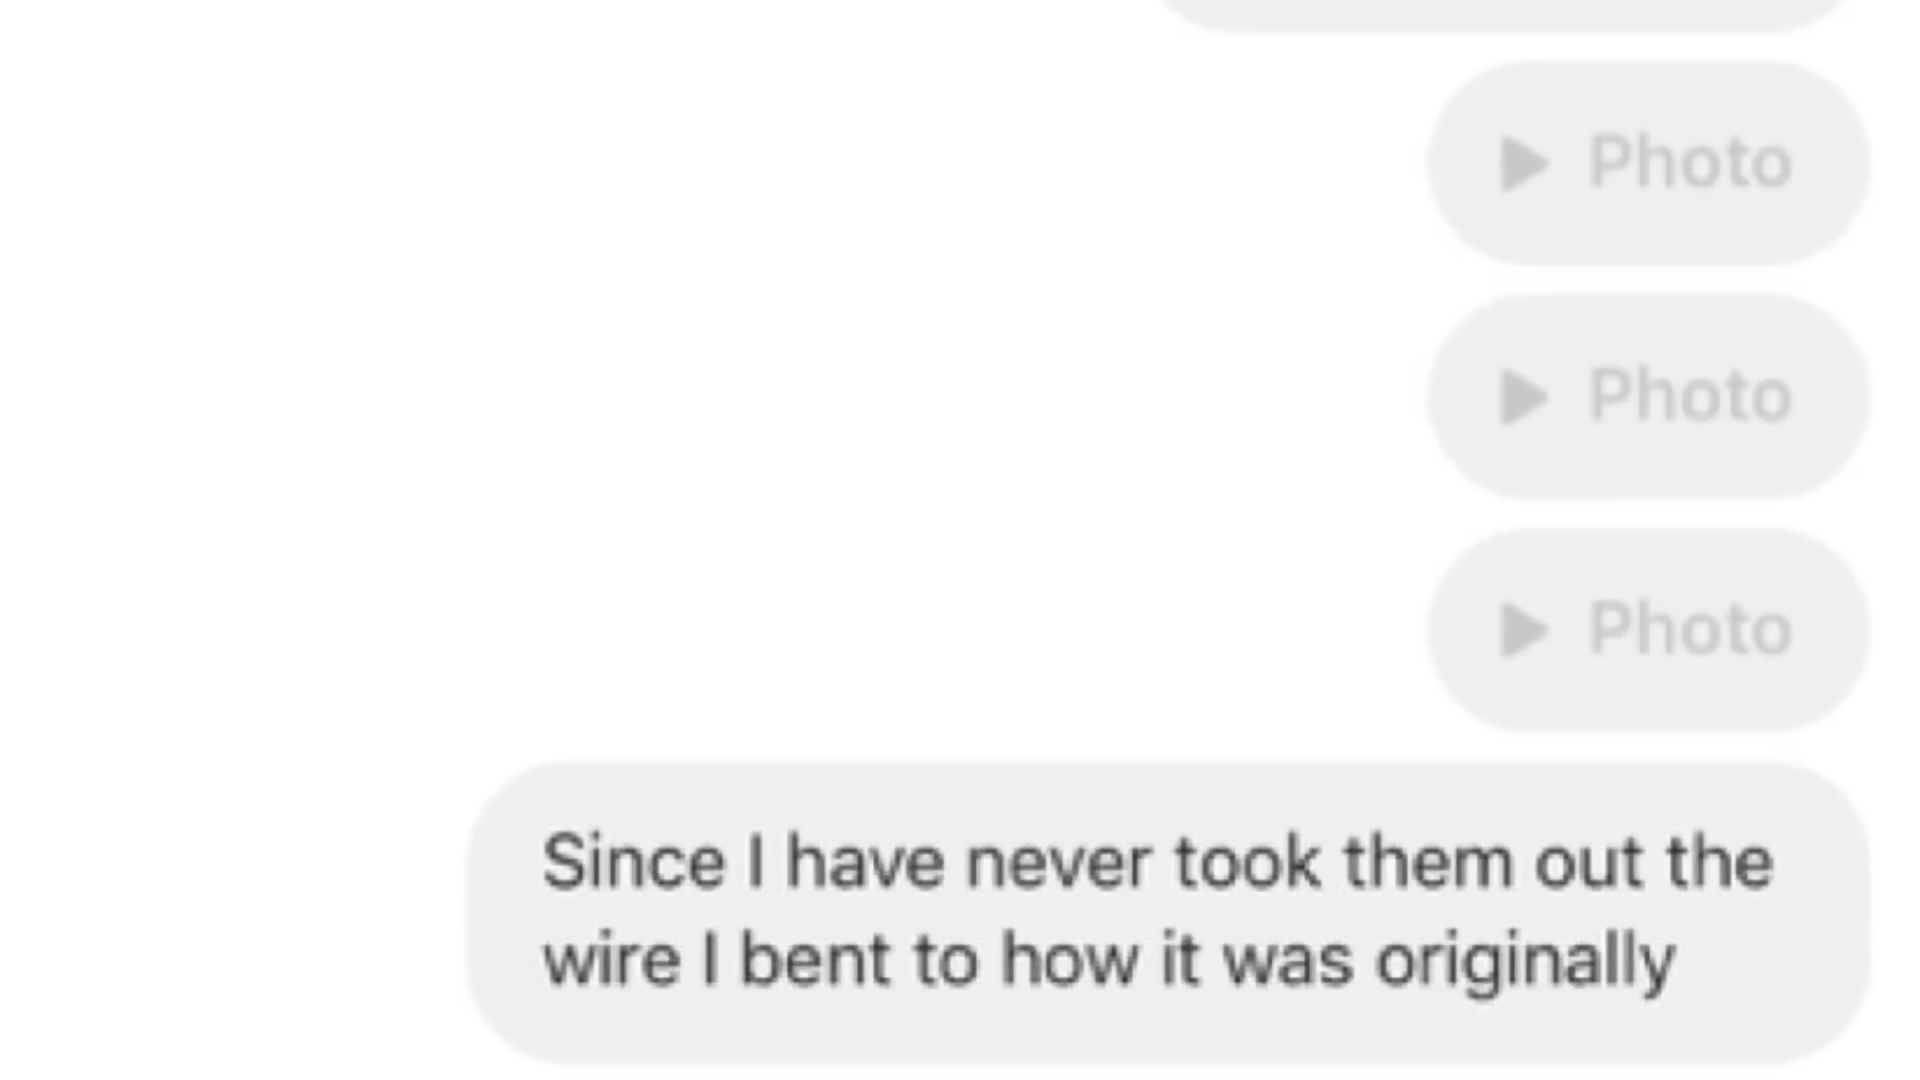 Photo
Photo
Photo
Since I have never took them out the
wire I bent to how it was originally